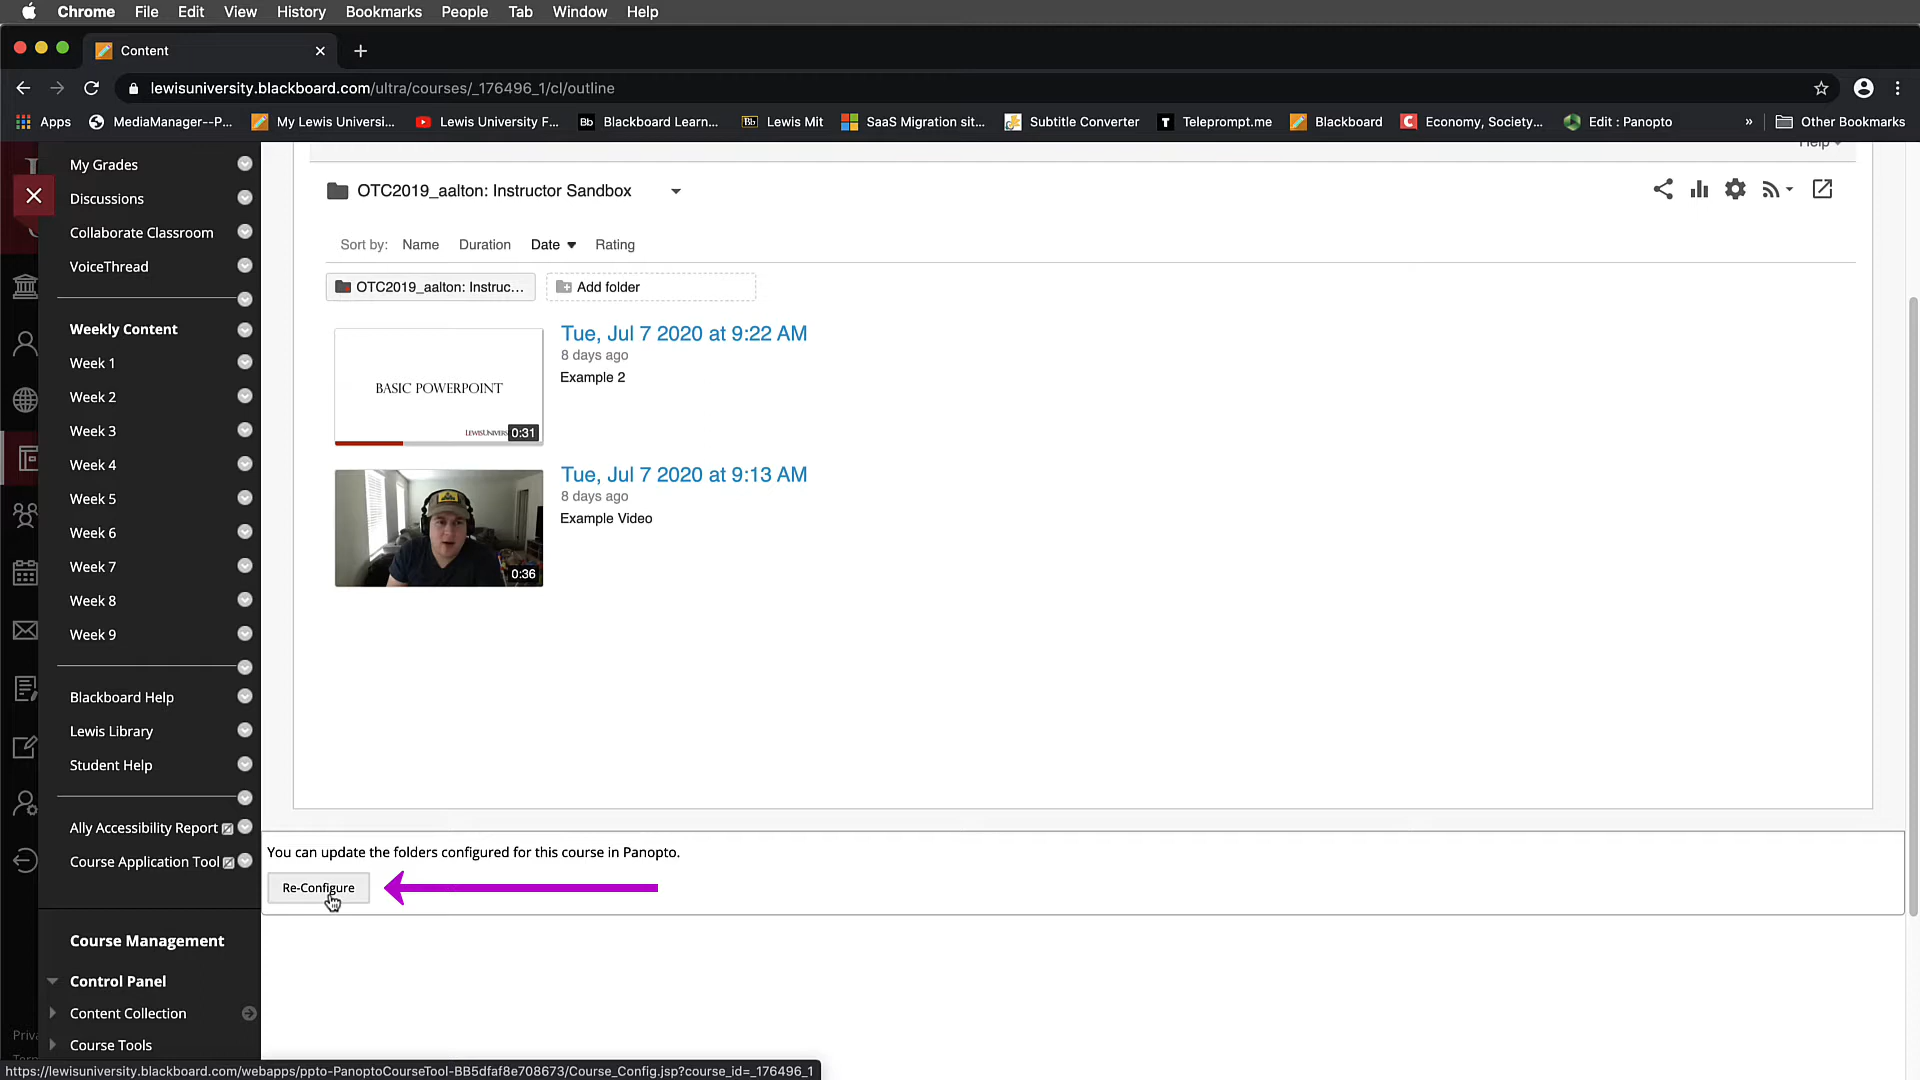 Chrome File Edit View History Bookmarks People Tab Window Help
Content
lewisuniversity.blackboard.com/ultra/courses/_176496_1/cl/outline
Apps MediaManager--P... My Lewis Universi... Lewis University F... Blackboard Learn... Lewis Mit SaaS Migration sit... Subtitle Converter Teleprompt.me Blackboard Economy, Society... Edit : Panopto » Other Bookmarks
Help
My Grades
Discussions
Collaborate Classroom
VoiceThread
Weekly Content
Week 1
Week 2
Week 3
Week 4
Week 5
Week 6
Week 7
Week 8
Week 9
Blackboard Help
Lewis Library
Student Help
Ally Accessibility Report
Course Application Tool
Course Management
Control Panel
Content Collection
Course Tools
OTC2019_aalton: Instructor Sandbox
Sort by: Name Duration Date Rating
OTC2019_aalton: Instruc... Add folder
BASIC POWERPOINT
0:31
Tue, Jul 7 2020 at 9:22 AM
8 days ago
Example 2
0:36
Tue, Jul 7 2020 at 9:13 AM
8 days ago
Example Video
You can update the folders configured for this course in Panopto.
Re-Configure
https://lewisuniversity.blackboard.com/webapps/ppto-PanoptoCourseTool-BB5dfaf8e708673/Course_Config.jsp?course_id=_176496_1